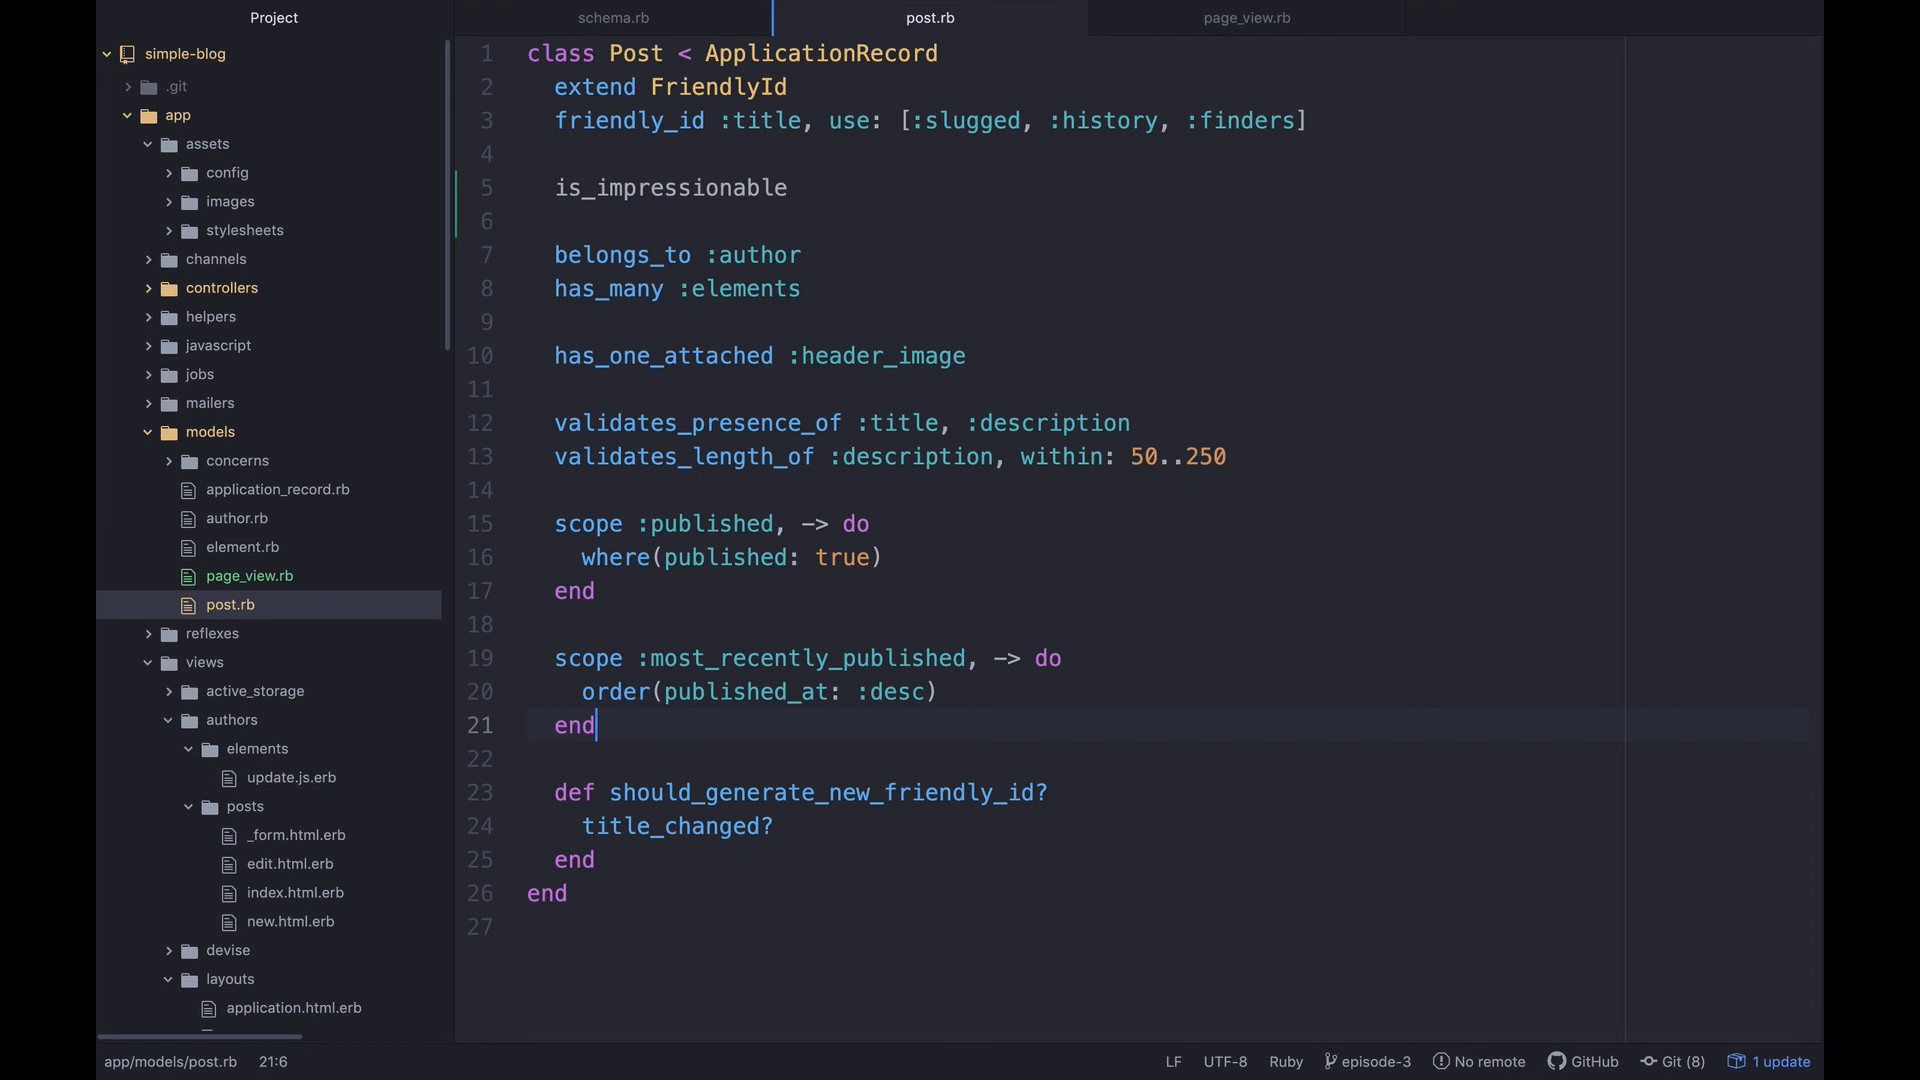 Project
simple-blog
.git
app
assets
config
images
stylesheets
channels
controllers
helpers
javascript
jobs
mailers
models
concerns
application_record.rb
author.rb
element.rb
page_view.rb
post.rb
reflexes
views
active_storage
authors
elements
update.js.erb
posts
_form.html.erb
edit.html.erb
index.html.erb
new.html.erb
devise
layouts
application.html.erb
schema.rb post.rb page_view.rb
1 class Post < ApplicationRecord
2 extend FriendlyId
3 friendly_id :title, use: [:slugged, :history, :finders]
4
5 is_impressionable
6
7 belongs_to :author
8 has_many :elements
9
10 has_one_attached :header_image
11
12 validates_presence_of :title, :description
13 validates_length_of :description, within: 50..250
14
15 scope :published, -> do
16 where(published: true)
17 end
18
19 scope :most_recently_published, -> do
20 order(published_at: :desc)
21 end
22
23 def should_generate_new_friendly_id?
24 title_changed?
25 end
26 end
27
app/models/post.rb 21:6 LF UTF-8 Ruby episode-3 No remote GitHub Git (8) 1 update